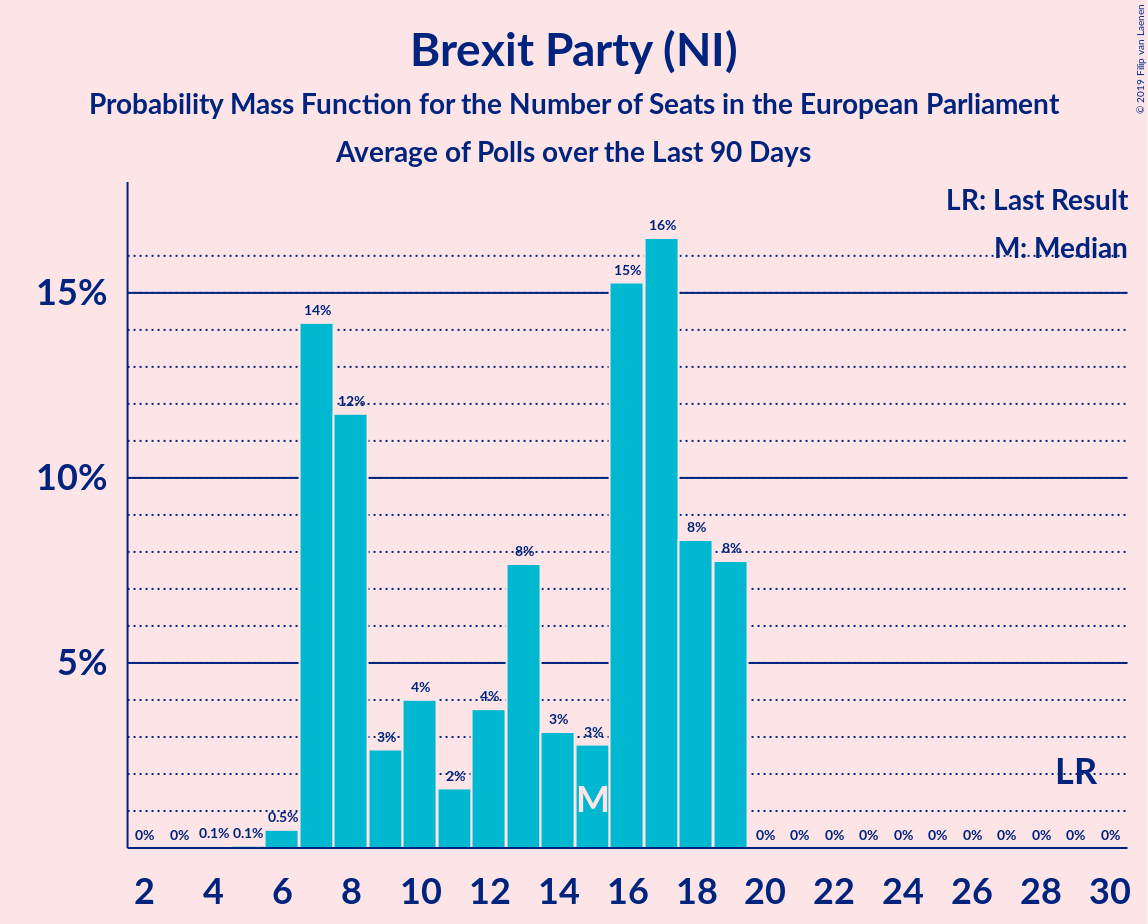 Brexit Party (NI)
Probability Mass Function for the Number of Seats in the European Parliament
Average of Polls over the Last 90 Days
© 2019 Filip van Laenen
LR: Last Result
M: Median
15%
10%
5%
0% 0% 0.1% 0.1% 0.5% 14% 12% 3% 4% 2% 4% 8% 3% 3% 15% 16% 8% 8% 0% 0% 0% 0% 0% 0% 0% 0% 0% 0% 0%
M
LR
2 4 6 8 10 12 14 16 18 20 22 24 26 28 30